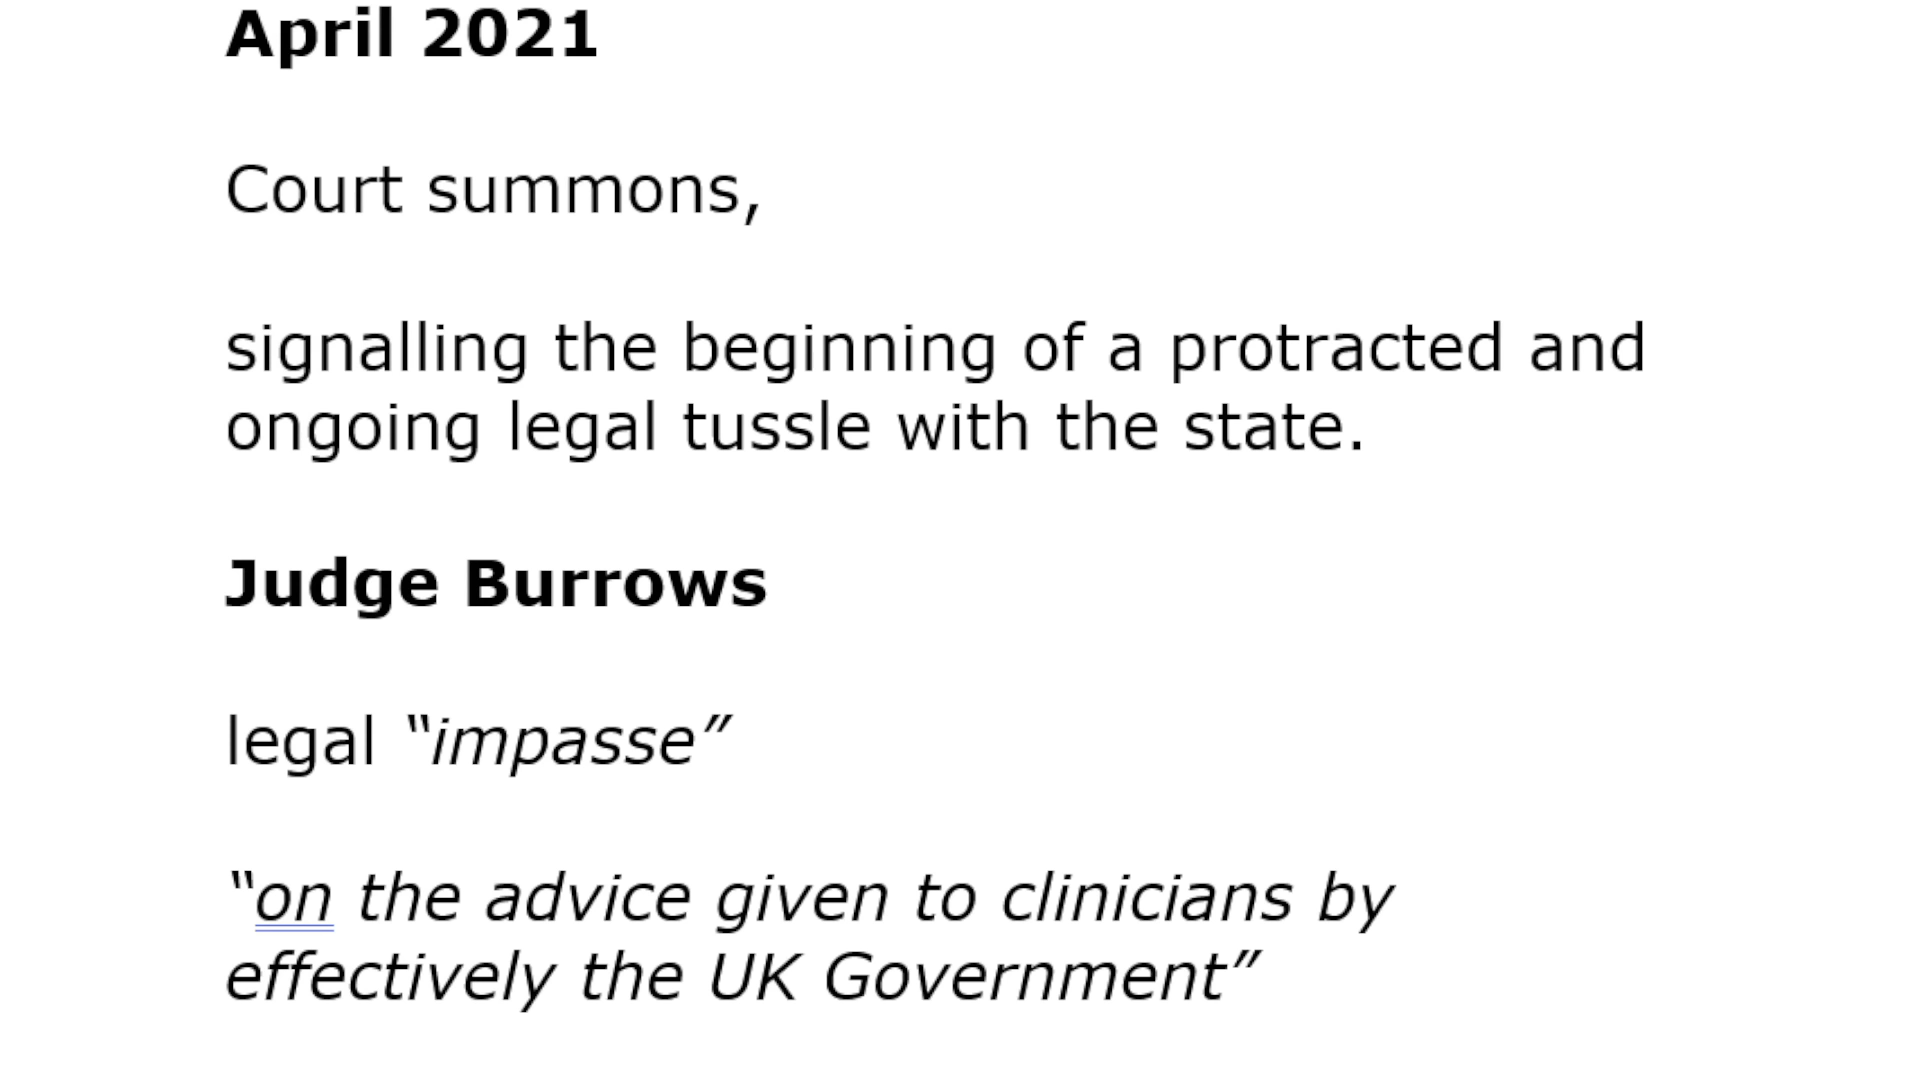 April 2021
Court summons,
signalling the beginning of a protracted and
ongoing legal tussle with the state.
Judge Burrows
legal “impasse”
“on the advice given to clinicians by
effectively the UK Government”